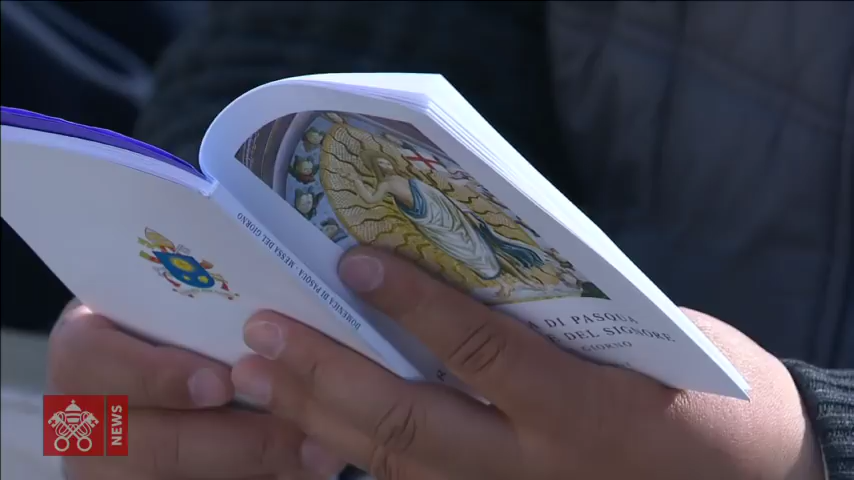 DOMENICA DI PASQUA - MESSA DEL GIORNO
A DI PASQUA
E DEL SIGNORE
GIORNO
NEWS